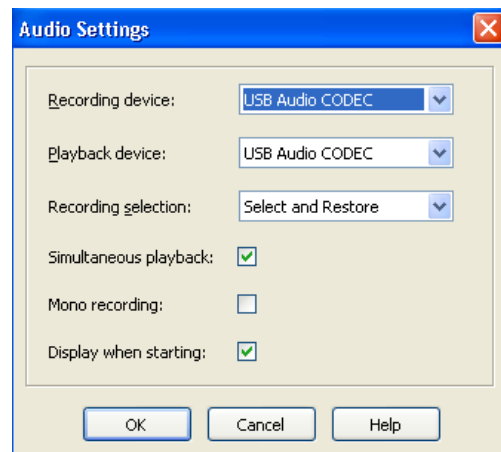 Audio Settings
Recording device: USB Audio CODEC
Playback device: USB Audio CODEC
Recording selection: Select and Restore
Simultaneous playback:
Mono recording:
Display when starting:
OK Cancel Help